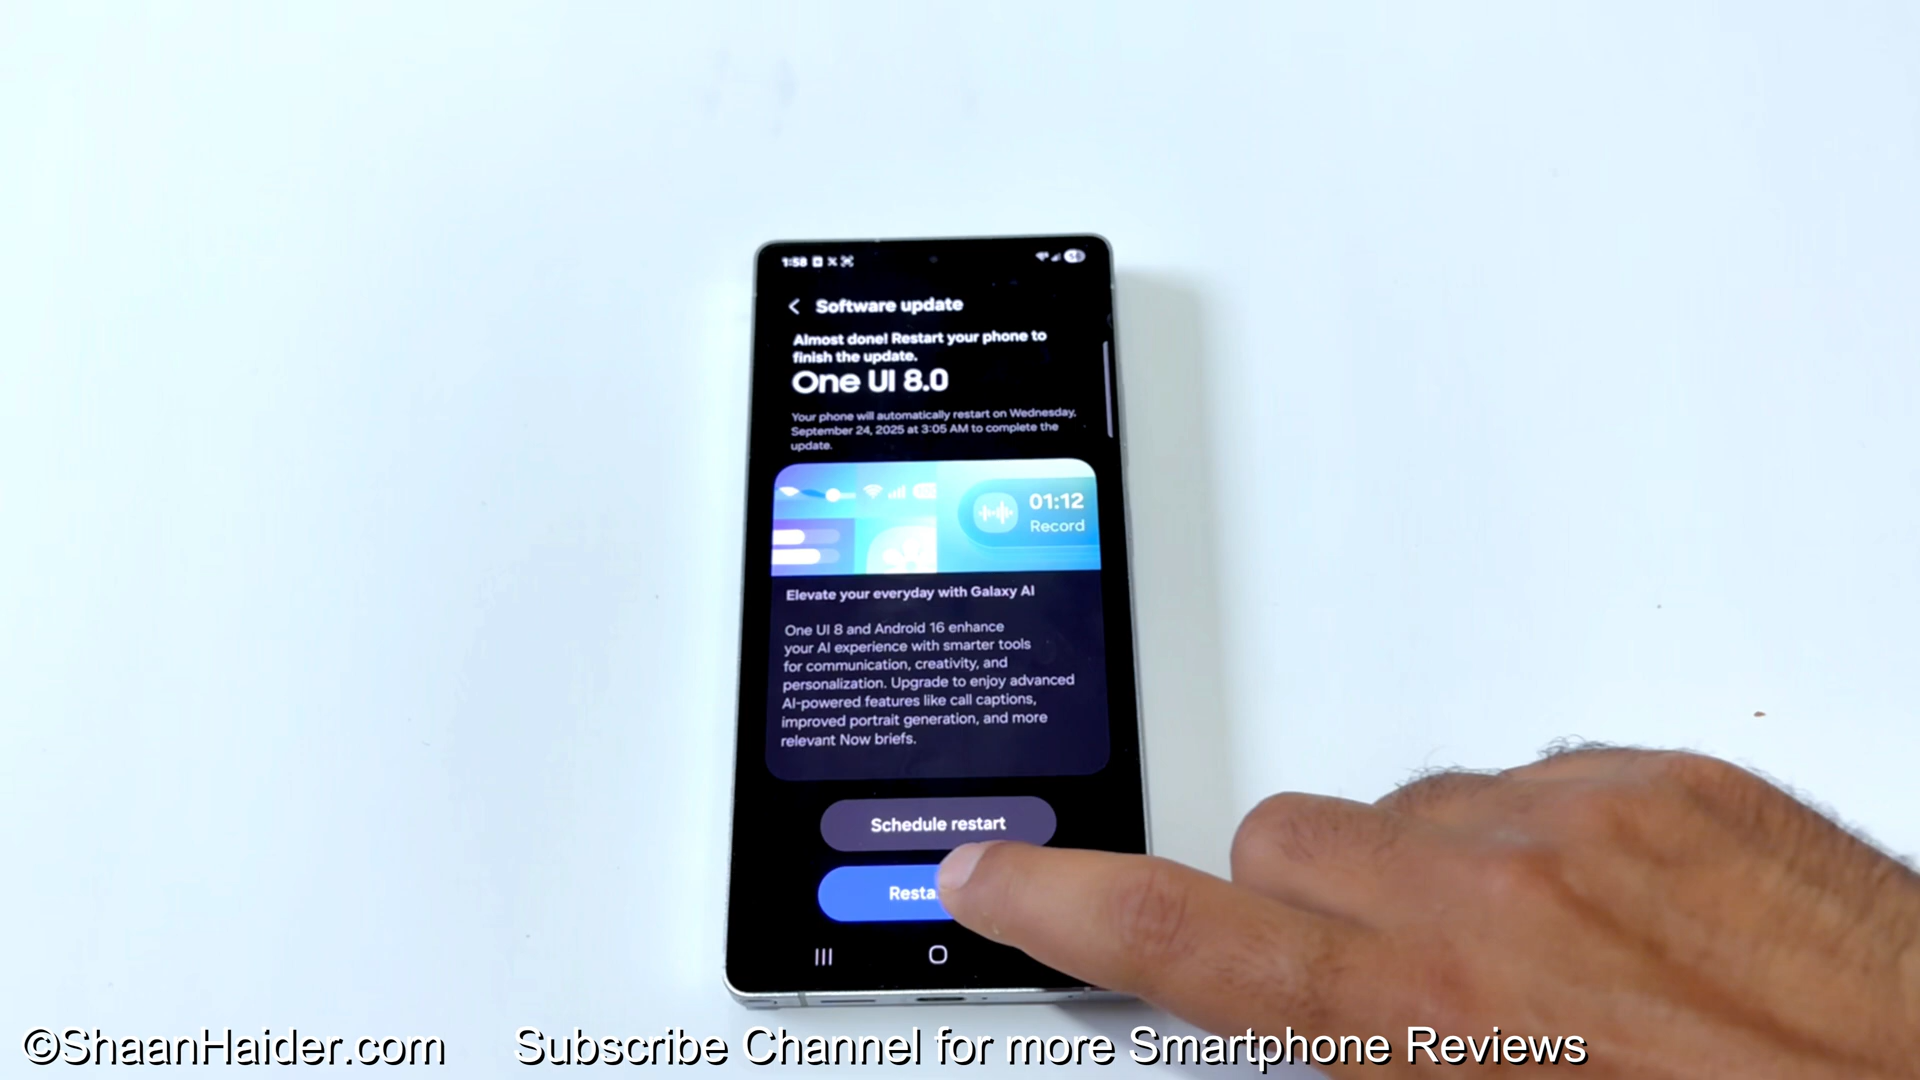 1:58
Software update
Almost done! Restart your phone to
finish the update.
One UI 8.0
Your phone will automatically restart on Wednesday,
September 24, 2025 at 3:05 AM to complete the
update.
01:12
Record
Elevate your everyday with Galaxy AI
One UI 8 and Android 16 enhance
your AI experience with smarter tools
for communication, creativity, and
personalization. Upgrade to enjoy advanced
AI-powered features like call captions,
improved portrait generation, and more
relevant Now briefs.
Schedule restart
Resta
©ShaanHaider.com Subscribe Channel for more Smartphone Reviews